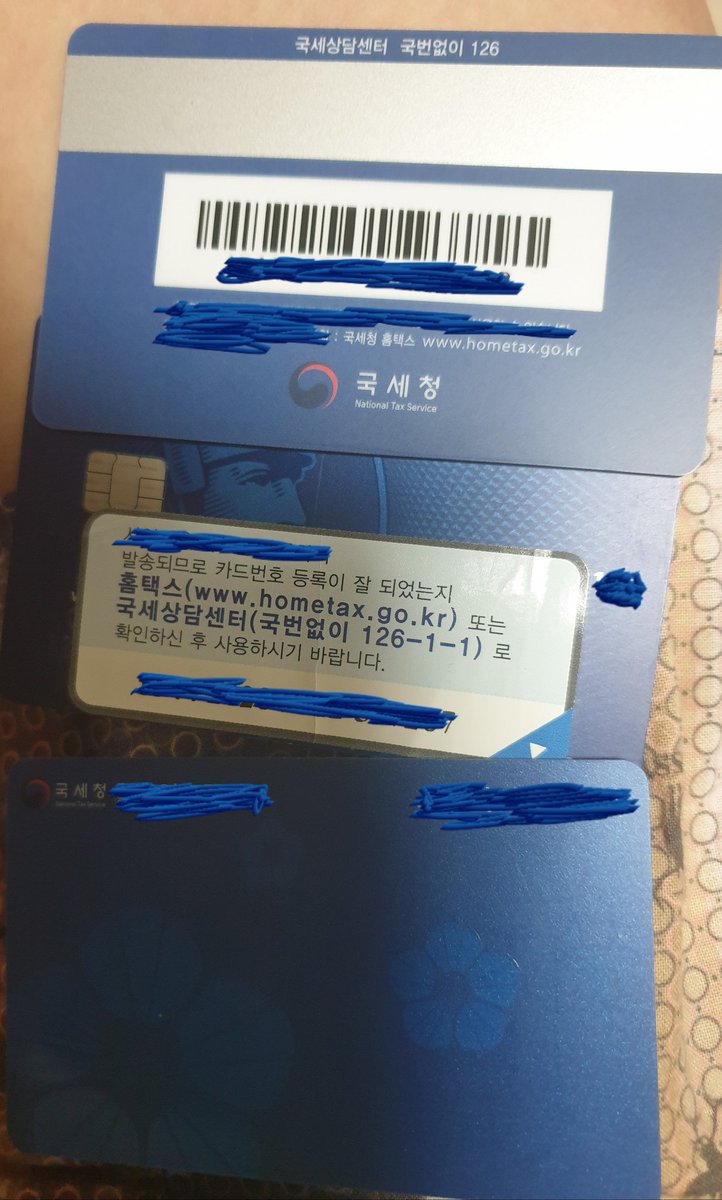 국세상담센터 국번없이 126
: 국세청 홈택스 www.hometax.go.kr
국세청
National Tax Service
발송되므로 카드번호 등록이 잘 되었는지
홈택스(www.hometax.go.kr) 또는
국세상담센터(국번없이 126-1-1) 로
확인하신 후 사용하시기 바랍니다.
국세청
National Tax Service